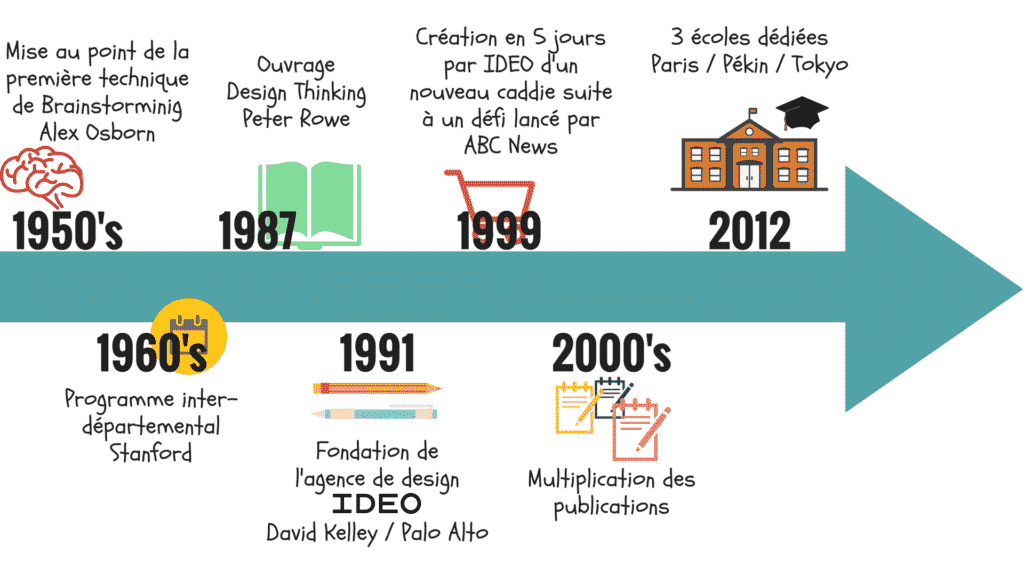 Mise au point de la
première technique
de Brainstorminig
Alex Osborn
1950's
Ouvrage
Design Thinking
Peter Rowe
1987
Création en 5 jours
par IDEO d'un
nouveau caddie suite
à un défi lancé par
ABC News
1999
3 écoles dédiées
Paris / Pékin / Tokyo
2012
1960's
Programme inter-
départemental
Stanford
1991
Fondation de
l'agence de design
IDEO
David Kelley / Palo Alto
2000's
Multiplication des
publications